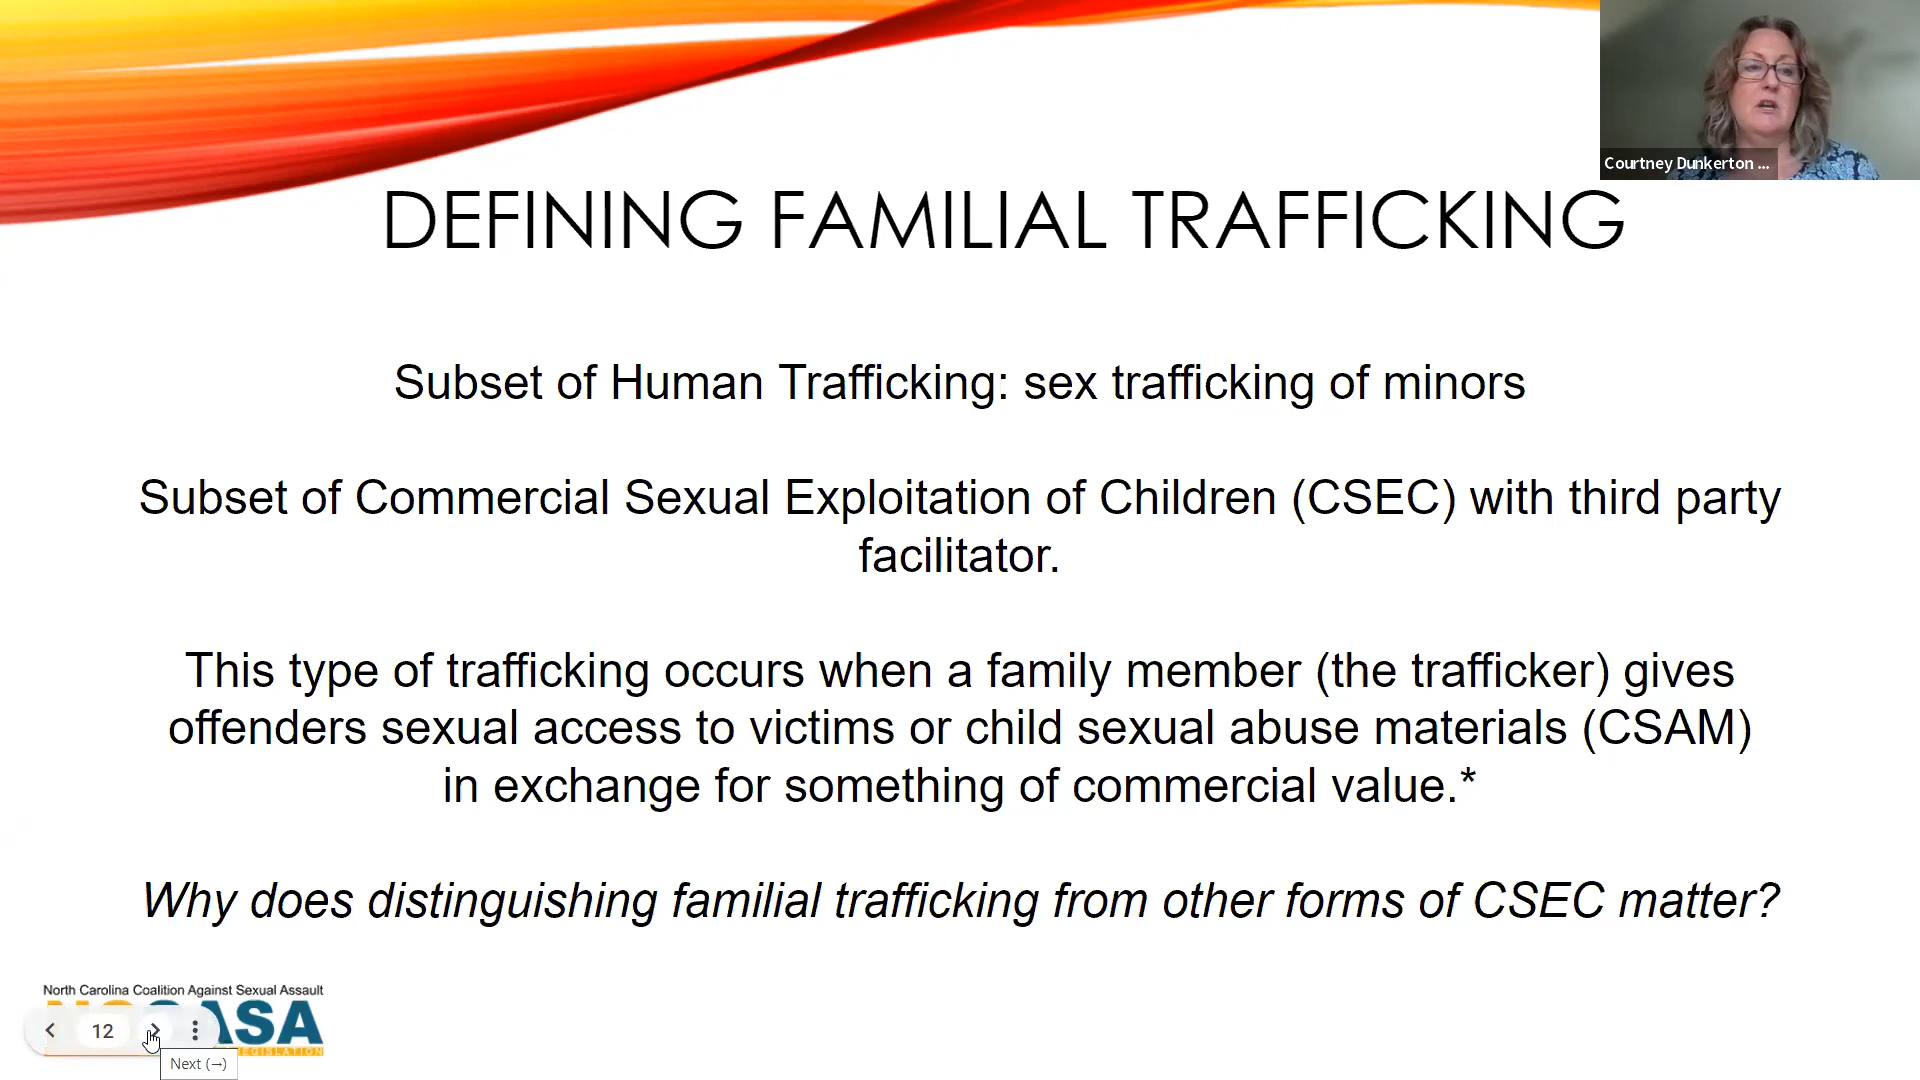 Courtney Dunkerton ...
DEFINING FAMILIAL TRAFFICKING
Subset of Human Trafficking: sex trafficking of minors
Subset of Commercial Sexual Exploitation of Children (CSEC) with third party
facilitator.
This type of trafficking occurs when a family member (the trafficker) gives
offenders sexual access to victims or child sexual abuse materials (CSAM)
in exchange for something of commercial value.*
Why does distinguishing familial trafficking from other forms of CSEC matter?
North Carolina Coalition Against Sexual Assault
12
Next (→)